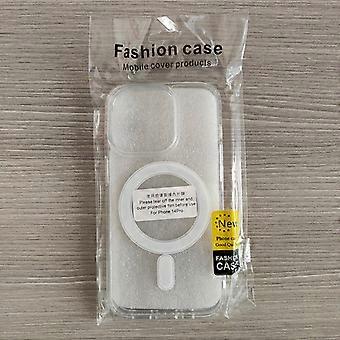 Fashion case
Mobile cover products
Please tear off the inner and
outer protective film before use
For Phone 14Pro
New
Phone
Good
FASHION
CASE